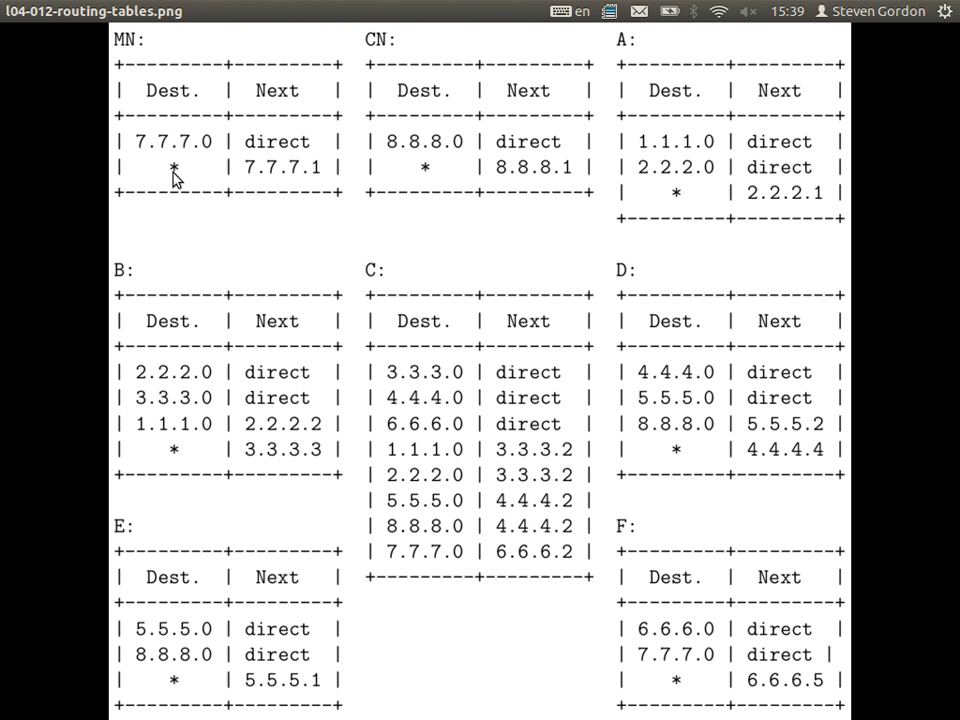 l04-012-routing-tables.png en 15:39 Steven Gordon
MN: CN: A:
+---------+---------+ +---------+---------+ +---------+---------+
| Dest. | Next | | Dest. | Next | | Dest. | Next |
+---------+---------+ +---------+---------+ +---------+---------+
| 7.7.7.0 | direct | | 8.8.8.0 | direct | | 1.1.1.0 | direct |
| * | 7.7.7.1 | | * | 8.8.8.1 | | 2.2.2.0 | direct |
+---------+---------+ +---------+---------+ | * | 2.2.2.1 |
+---------+---------+
B: C: D:
+---------+---------+ +---------+---------+ +---------+---------+
| Dest. | Next | | Dest. | Next | | Dest. | Next |
+---------+---------+ +---------+---------+ +---------+---------+
| 2.2.2.0 | direct | | 3.3.3.0 | direct | | 4.4.4.0 | direct |
| 3.3.3.0 | direct | | 4.4.4.0 | direct | | 5.5.5.0 | direct |
| 1.1.1.0 | 2.2.2.2 | | 6.6.6.0 | direct | | 8.8.8.0 | 5.5.5.2 |
| * | 3.3.3.3 | | 1.1.1.0 | 3.3.3.2 | | * | 4.4.4.4 |
+---------+---------+ | 2.2.2.0 | 3.3.3.2 | +---------+---------+
| 5.5.5.0 | 4.4.4.2 |
E: | 8.8.8.0 | 4.4.4.2 | F:
+---------+---------+ | 7.7.7.0 | 6.6.6.2 | +---------+---------+
| Dest. | Next | +---------+---------+ | Dest. | Next |
+---------+---------+ +---------+---------+
| 5.5.5.0 | direct | | 6.6.6.0 | direct |
| 8.8.8.0 | direct | | 7.7.7.0 | direct |
| * | 5.5.5.1 | | * | 6.6.6.5 |
+---------+---------+ +---------+---------+